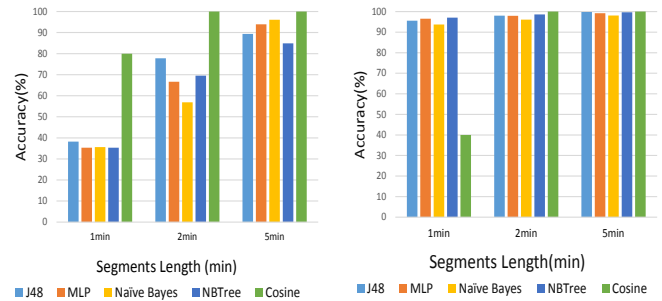 Accuracy(%)
100
90
80
70
60
50
40
30
20
10
0
1min 2min 5min
Segments Length (min)
J48 MLP Naïve Bayes NBTree Cosine
Accuracy(%)
100
90
80
70
60
50
40
30
20
10
0
1min 2min 5min
Segments Length(min)
J48 MLP Naïve Bayes NBTree Cosine